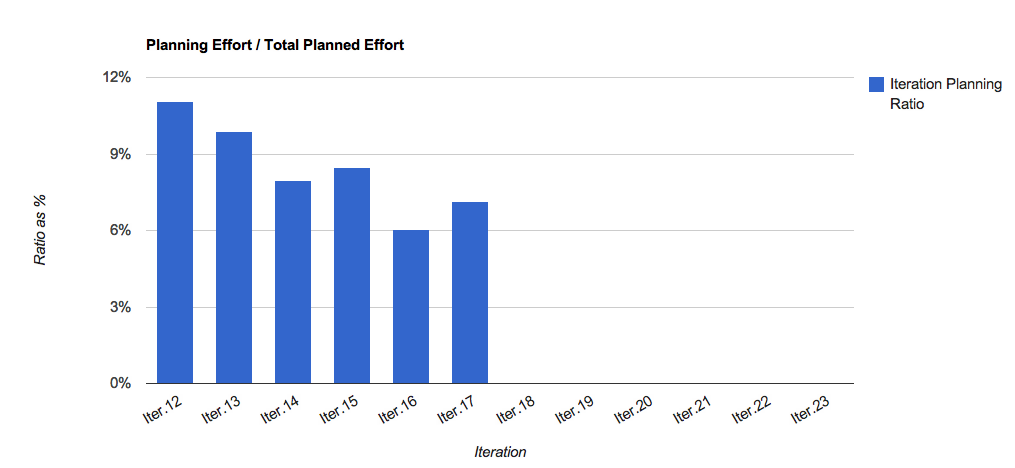 Planning Effort / Total Planned Effort
12%
9%
6%
3%
0%
Ratio as %
Iteration Planning
Ratio
Iter.12
Iter.13
Iter.14
Iter.15
Iter.16
Iter.17
Iter.18
Iter.19
Iter.20
Iter.21
Iter.22
Iter.23
Iteration